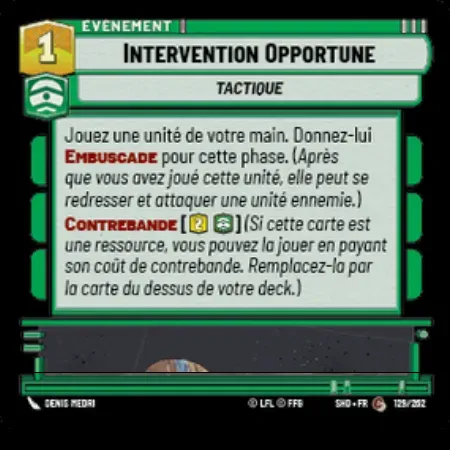 ÉVÉNEMENT
1
INTERVENTION OPPORTUNE
TACTIQUE
Jouez une unité de votre main. Donnez-lui
EMBUSCADE pour cette phase. (Après
que vous avez joué cette unité, elle peut se
redresser et attaquer une unité ennemie.)
CONTREBANDE [2] (Si cette carte est
une ressource, vous pouvez la jouer en payant
son coût de contrebande. Remplacez-la par
la carte du dessus de votre deck.)
DENIS MEDRI
© LFL © FFG
SHD • FR
129/262